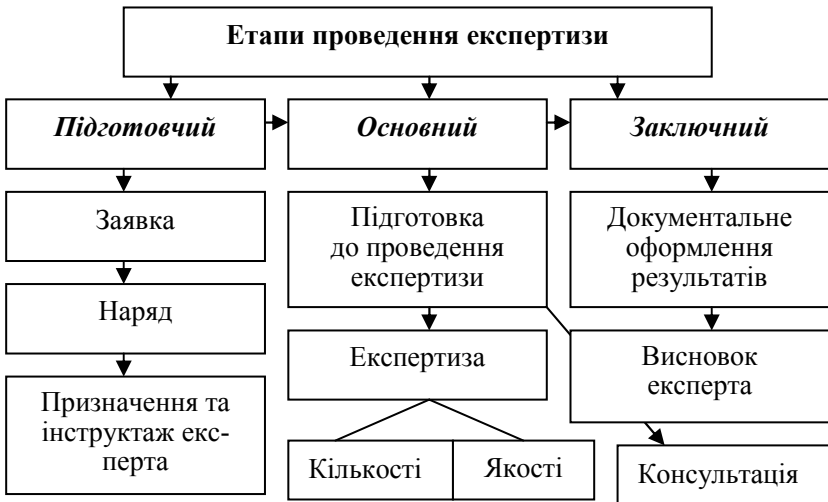 Етапи проведення експертизи
Підготовчий
Основний
Заключний
Заявка
Наряд
Призначення та
інструктаж екс-
перта
Підготовка
до проведення
експертизи
Експертиза
Кількості
Якості
Документальне
оформлення
результатів
Висновок
експерта
Консультація